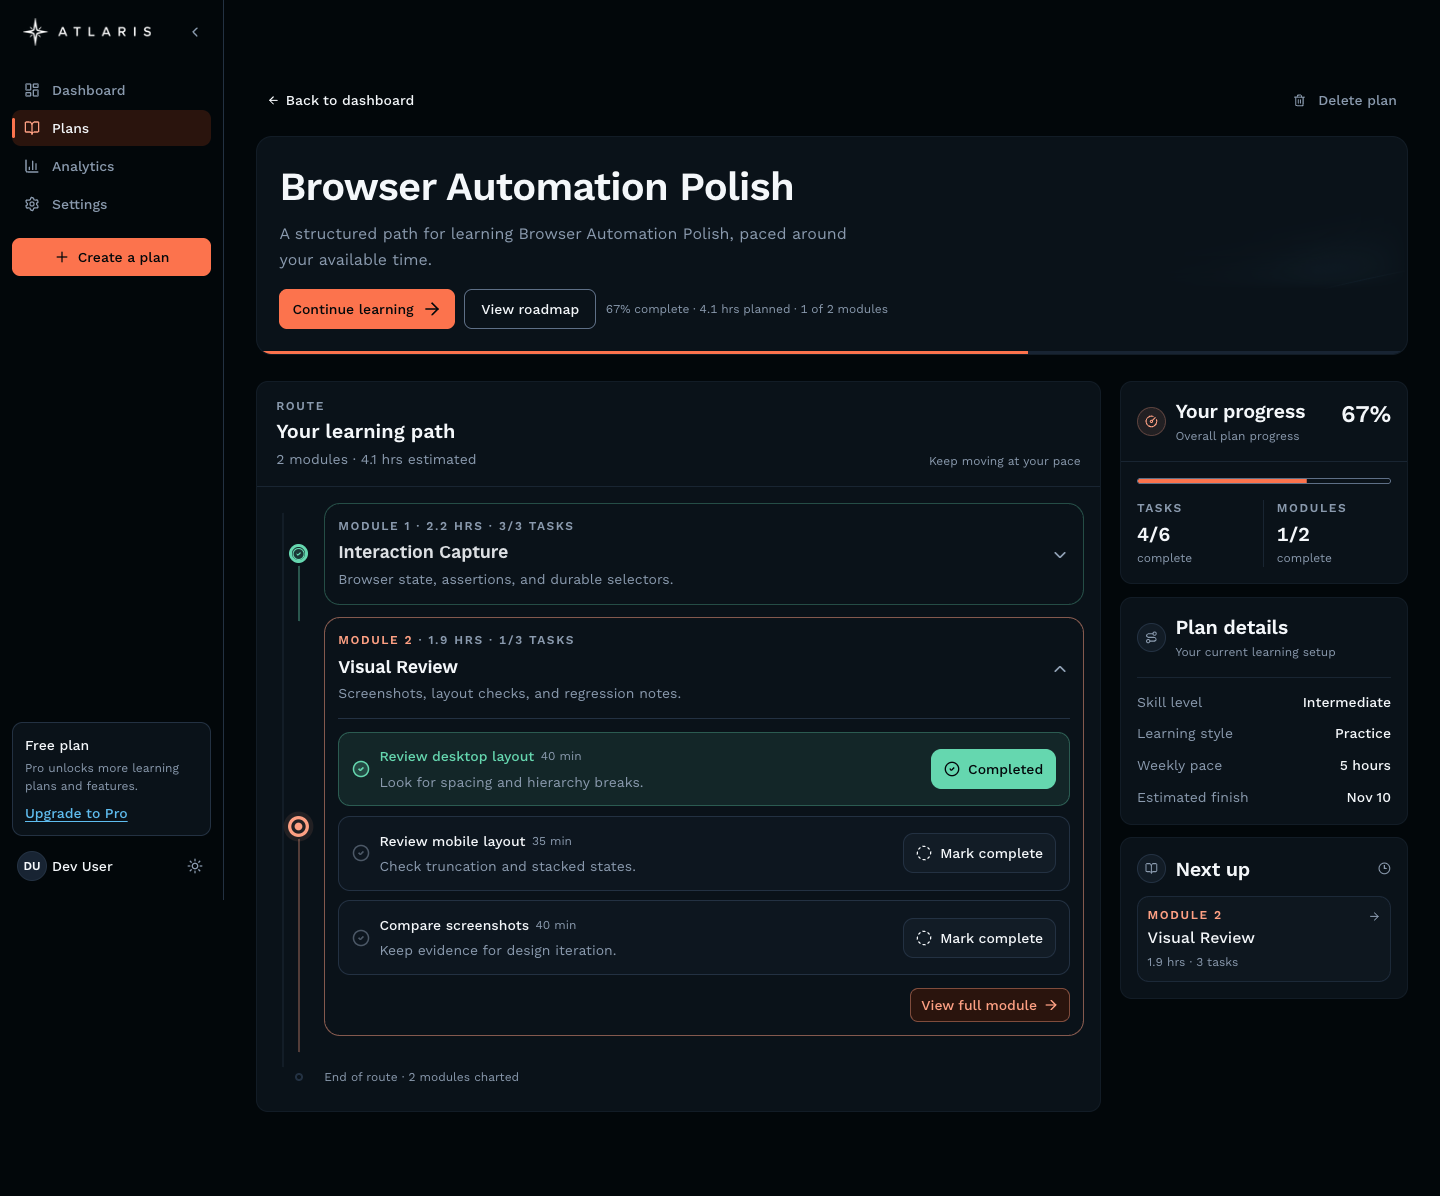 ATLARIS
Dashboard
Plans
Analytics
Settings
Create a plan
Free plan
Pro unlocks more learning
plans and features.
Upgrade to Pro
DU Dev User
Back to dashboard
Delete plan
Browser Automation Polish
A structured path for learning Browser Automation Polish, paced around
your available time.
Continue learning
View roadmap
67% complete · 4.1 hrs planned · 1 of 2 modules
ROUTE
Your learning path
2 modules · 4.1 hrs estimated
Keep moving at your pace
MODULE 1 · 2.2 HRS · 3/3 TASKS
Interaction Capture
Browser state, assertions, and durable selectors.
MODULE 2 · 1.9 HRS · 1/3 TASKS
Visual Review
Screenshots, layout checks, and regression notes.
Review desktop layout 40 min
Look for spacing and hierarchy breaks.
Completed
Review mobile layout 35 min
Check truncation and stacked states.
Mark complete
Compare screenshots 40 min
Keep evidence for design iteration.
Mark complete
View full module
End of route · 2 modules charted
Your progress
Overall plan progress
67%
TASKS
4/6
complete
MODULES
1/2
complete
Plan details
Your current learning setup
Skill level Intermediate
Learning style Practice
Weekly pace 5 hours
Estimated finish Nov 10
Next up
MODULE 2
Visual Review
1.9 hrs · 3 tasks